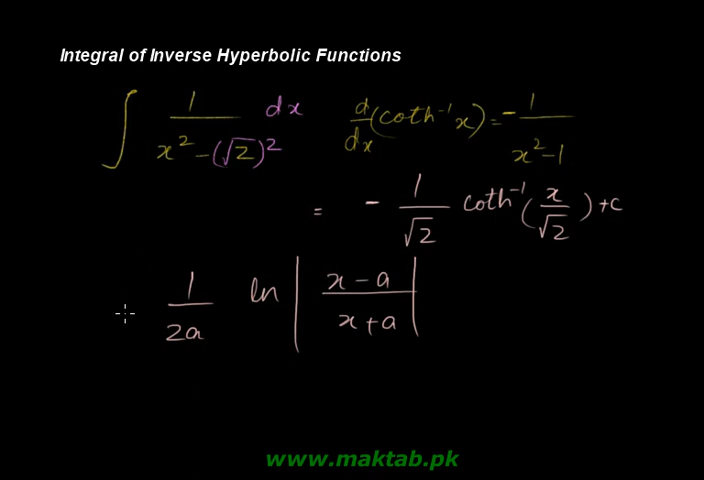 Integral of Inverse Hyperbolic Functions
∫ 1/(x² - (√2)²) dx   d/dx (coth⁻¹ x) = - 1/(x² - 1)
= - 1/√2 coth⁻¹ (x/√2) + c
1/2a ln |(x - a)/(x + a)|
www.maktab.pk